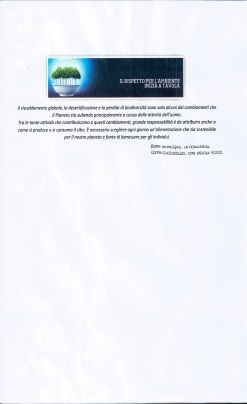 IL RISPETTO PER L'AMBIENTE
INIZIA A TAVOLA
Il riscaldamento globale, la desertificazione e la perdita di biodiversità sono solo alcuni dei cambiamenti che
il Pianeta sta subendo principalmente a causa delle attività dell'uomo.
Tra le tante attività che contribuiscono a questi cambiamenti, grande responsabilità è da attribuire anche a
come si produce e si consuma il cibo. È necessario scegliere ogni giorno un'alimentazione che sia sostenibile
per il nostro pianeta e fonte di benessere per gli individui.